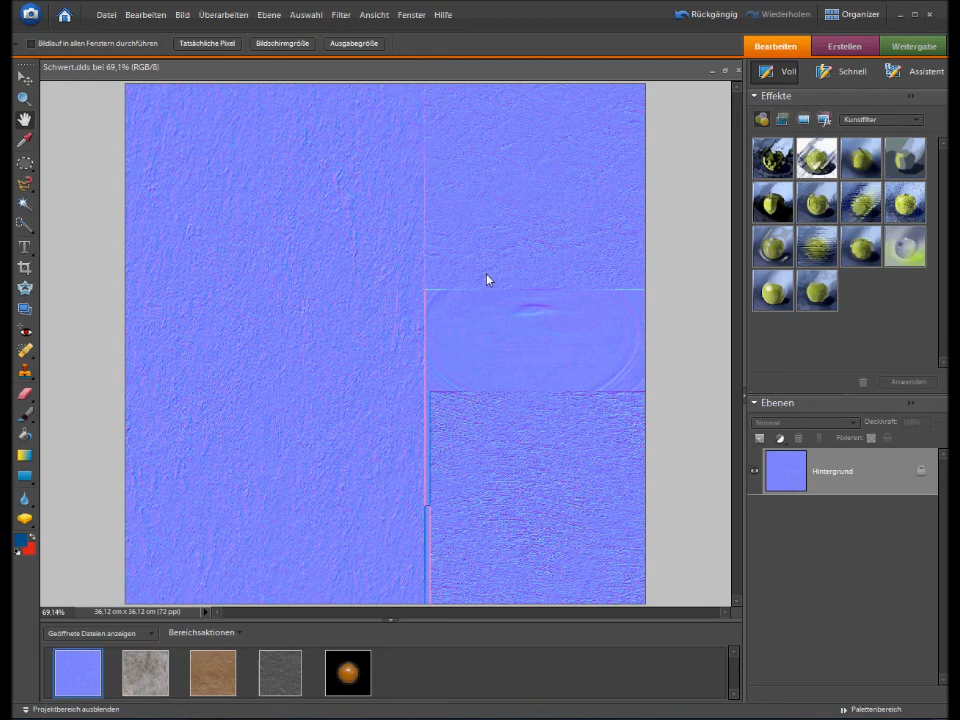 Datei Bearbeiten Bild Überarbeiten Ebene Auswahl Filter Ansicht Fenster Hilfe Rückgängig Wiederholen Organizer
Bildlauf in allen Fenstern durchführen Tatsächliche Pixel Bildschirmgröße Ausgabegröße
Bearbeiten Erstellen Weitergabe
Schwert.dds bei 69,1% (RGB/8)
Voll Schnell Assistent
Effekte
Kunstfilter
Anwenden
Ebenen
Normal Deckkraft: 100%
Fixieren:
Hintergrund
69,14% 36,12 cm x 36,12 cm (72 ppi)
Geöffnete Dateien anzeigen Bereichsaktionen
Projektbereich ausblenden Palettenbereich